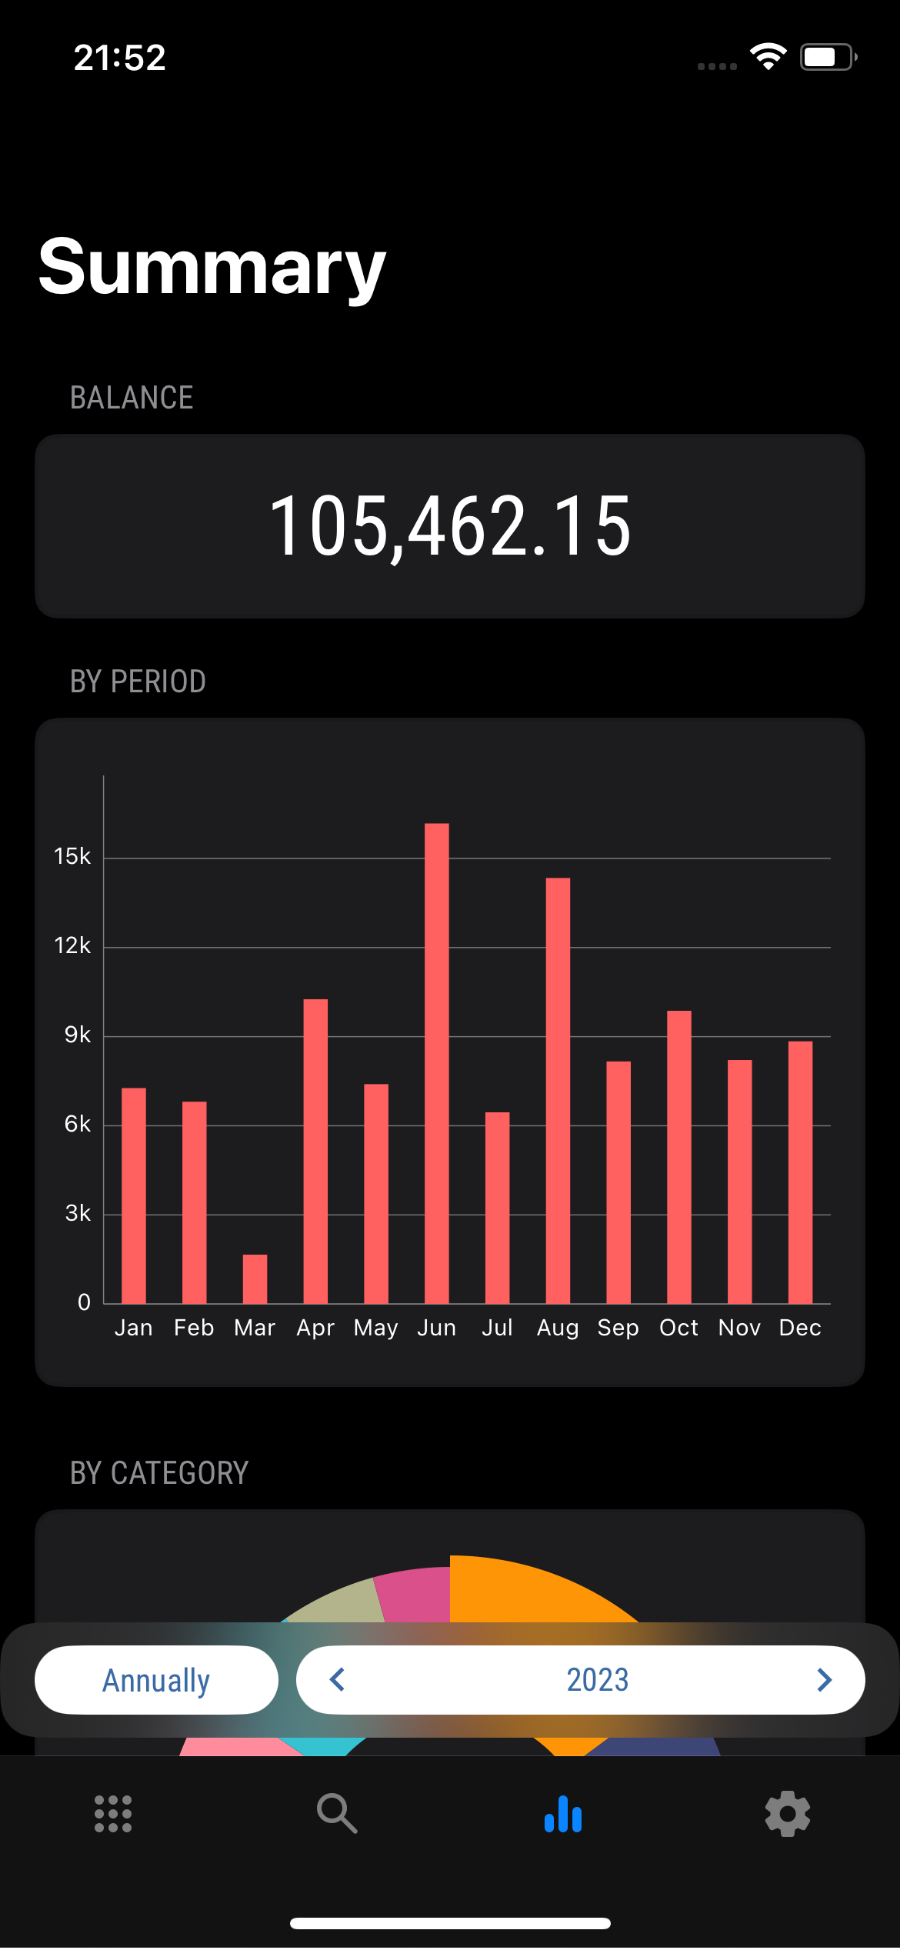 21:52
Summary
BALANCE
105,462.15
BY PERIOD
15k
12k
9k
6k
3k
0
Jan Feb Mar Apr May Jun Jul Aug Sep Oct Nov Dec
BY CATEGORY
Annually
2023